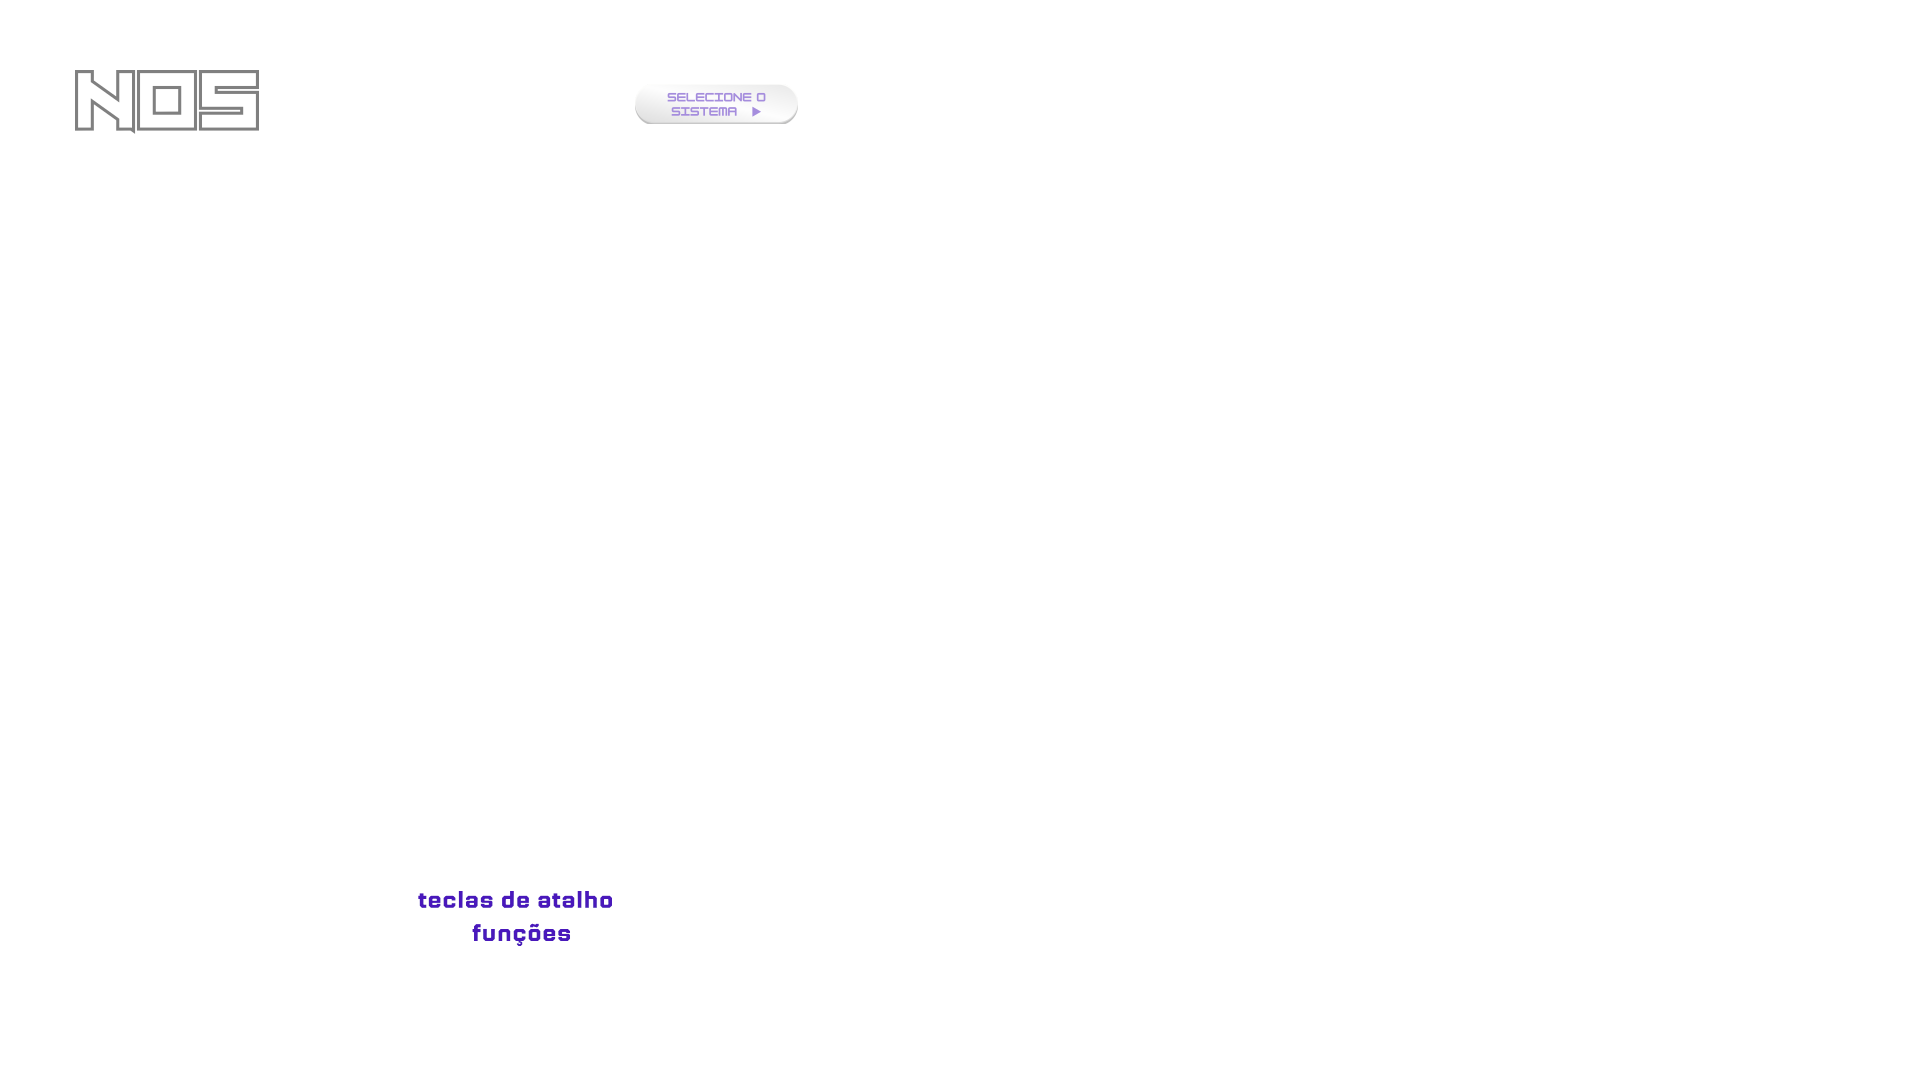 NOS
SELECIONE O
SISTEMA ▶
teclas de atalho
funções